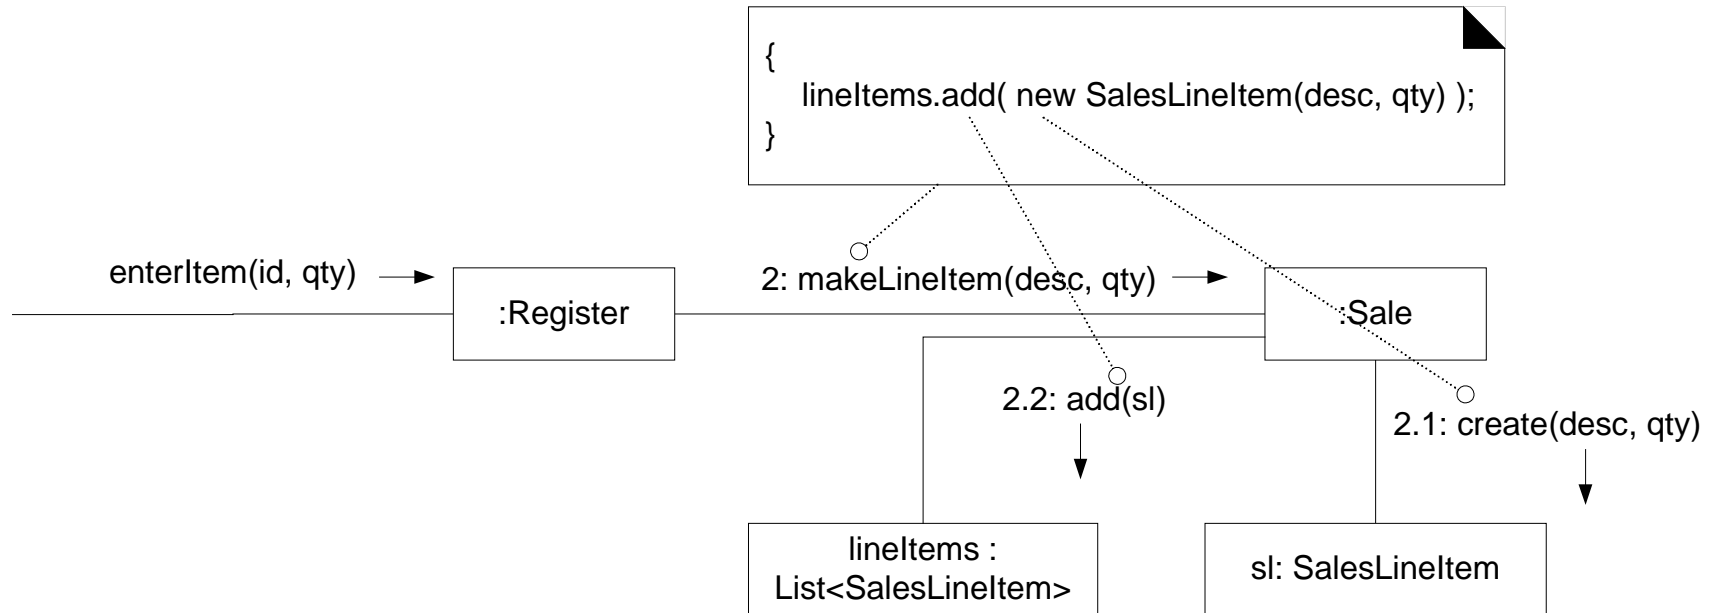 {
lineItems.add( new SalesLineItem(desc, qty) );
}
enterItem(id, qty)
2: makeLineItem(desc, qty)
:Register
:Sale
2.2: add(sl)
2.1: create(desc, qty)
lineItems :
List<SalesLineItem>
sl: SalesLineItem